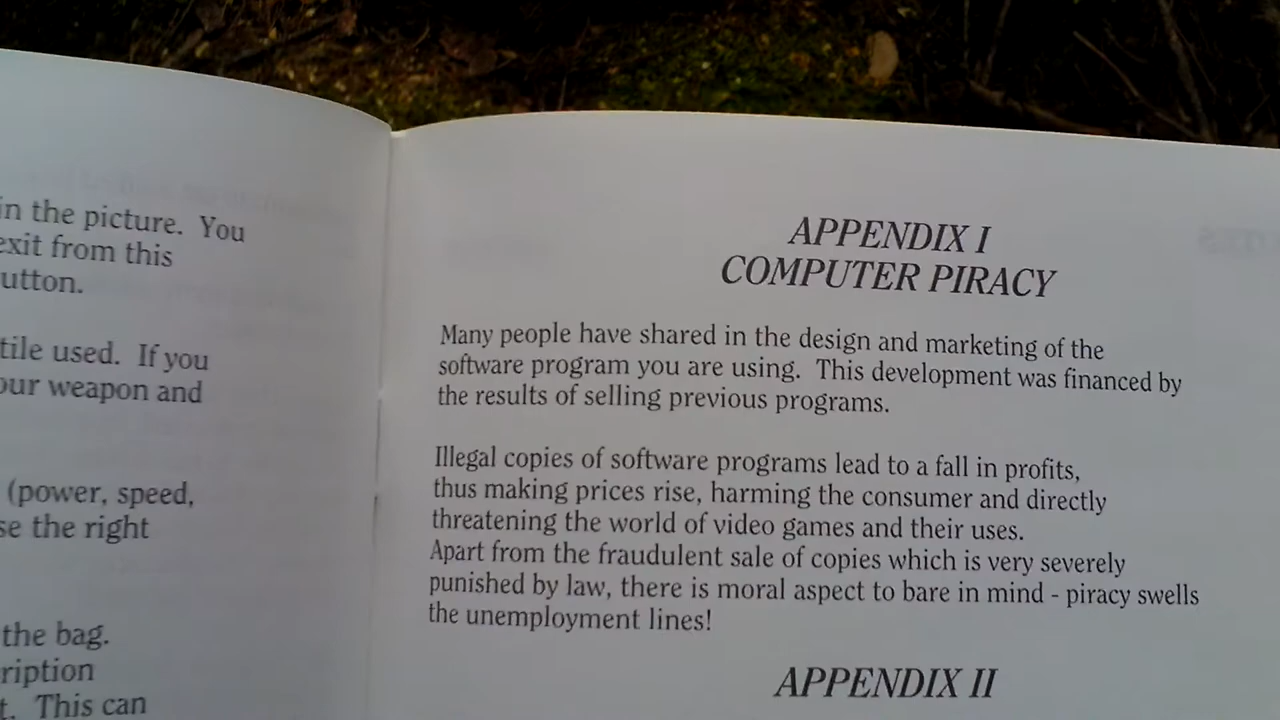 in the picture. You
exit from this
utton.
tile used. If you
our weapon and
(power, speed,
se the right
the bag.
ription
t. This can
APPENDIX I
COMPUTER PIRACY
Many people have shared in the design and marketing of the
software program you are using. This development was financed by
the results of selling previous programs.
Illegal copies of software programs lead to a fall in profits,
thus making prices rise, harming the consumer and directly
threatening the world of video games and their uses.
Apart from the fraudulent sale of copies which is very severely
punished by law, there is moral aspect to bare in mind - piracy swells
the unemployment lines!
APPENDIX II